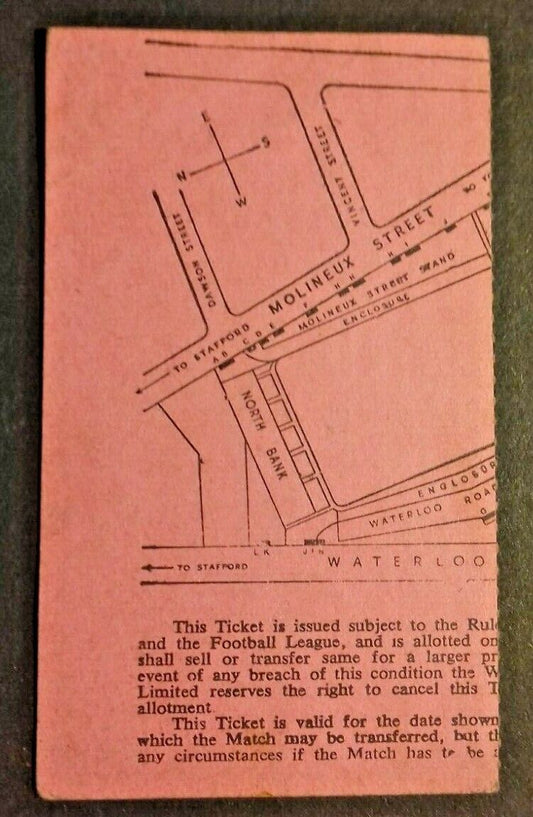 E
S
N
W
VINCENT STREET
DAWSON STREET
MOLINEUX STREET
TO STAFFORD
A B C D E F H H
MOLINEUX STREET STAND
ENCLOSURE
NORTH BANK
ENCLOSUR
WATERLOO ROA
L K J N
TO STAFFORD WATERLOO
This Ticket is issued subject to the Rul
and the Football League, and is allotted on
shall sell or transfer same for a larger pr
event of any breach of this condition the W
Limited reserves the right to cancel this T
allotment
This Ticket is valid for the date shown
which the Match may be transferred, but th
any circumstances if the Match has to be a